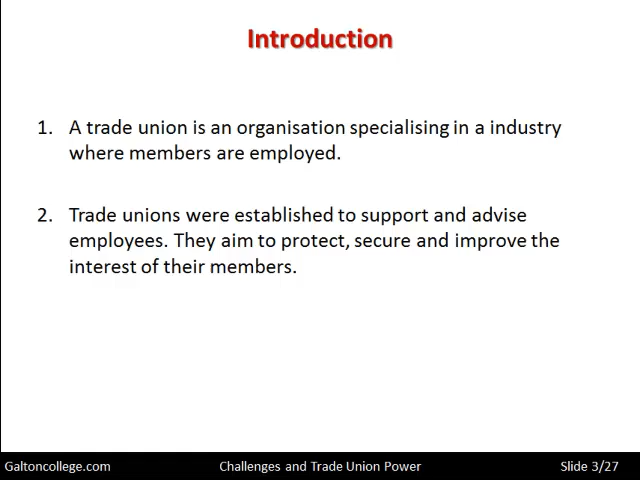 Introduction
1. A trade union is an organisation specialising in a industry
where members are employed.
2. Trade unions were established to support and advise
employees. They aim to protect, secure and improve the
interest of their members.
Galtoncollege.com Challenges and Trade Union Power Slide 3/27